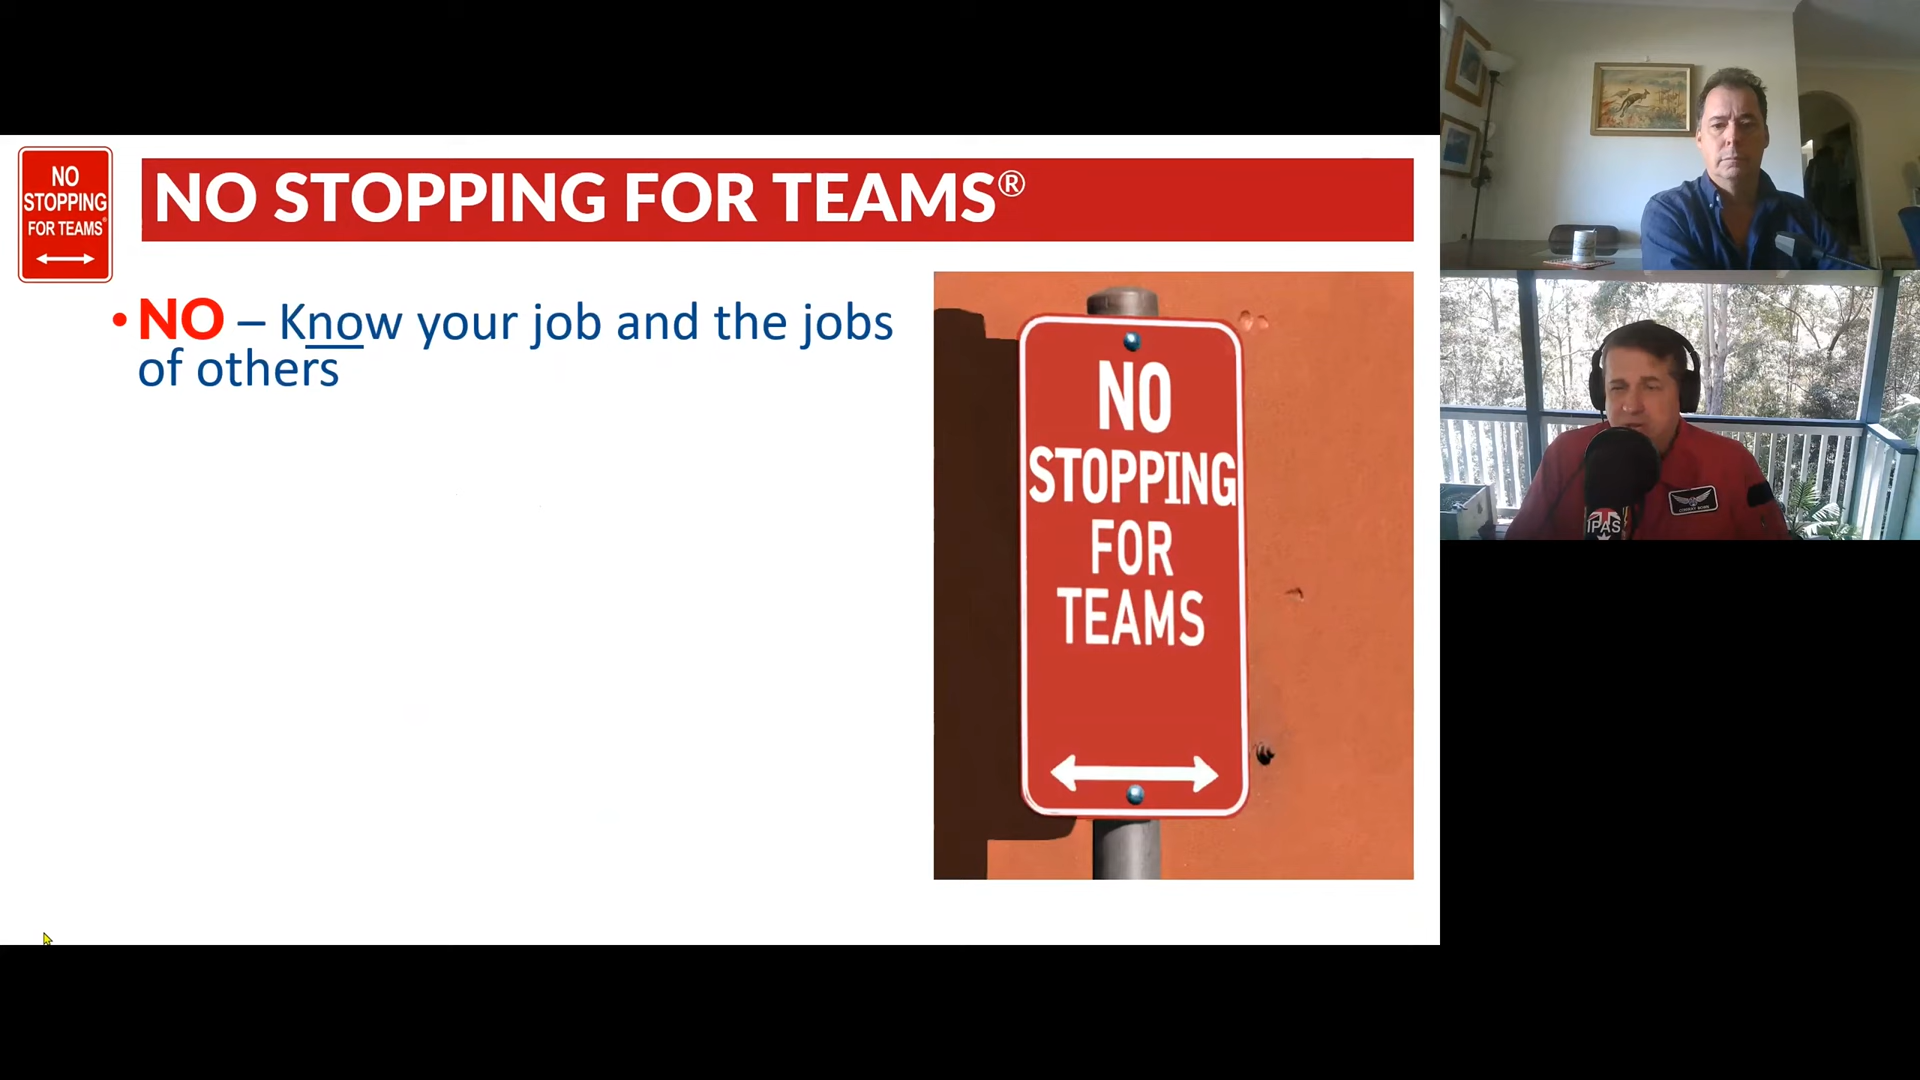 NO
STOPPING
FOR TEAMS®
NO STOPPING FOR TEAMS®
• NO – Know your job and the jobs
of others
NO
STOPPING
FOR
TEAMS
IPAS